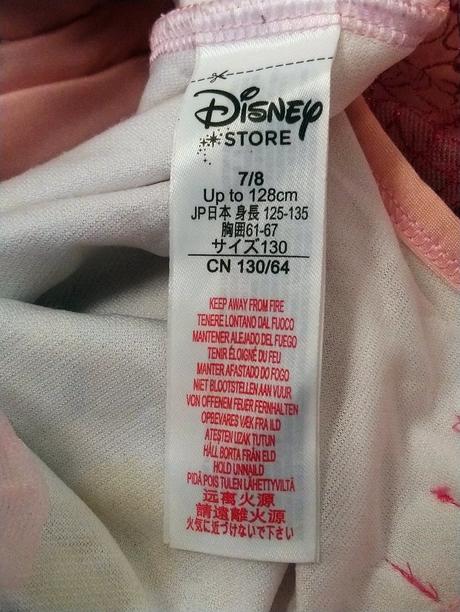 Disney
STORE
7/8
Up to 128cm
JP日本 身長 125-135
胸囲61-67
サイズ130
CN 130/64
KEEP AWAY FROM FIRE
TENERE LONTANO DAL FUOCO
MANTENER ALEJADO DEL FUEGO
TENIR ÉLOIGNÉ DU FEU
MANTER AFASTADO DO FOGO
NIET BLOOTSTELLEN AAN VUUR
VON OFFENEM FEUER FERNHALTEN
OPBEVARES VÆK FRA ILD
ATEŞTEN UZAK TUTUN
HÅLL BORTA FRÅN ELD
HOLD UNNAILD
PIDÄ POIS TULEN LÄHETTYVILTÄ
远离火源
請遠離火源
火気に近づけないで下さい